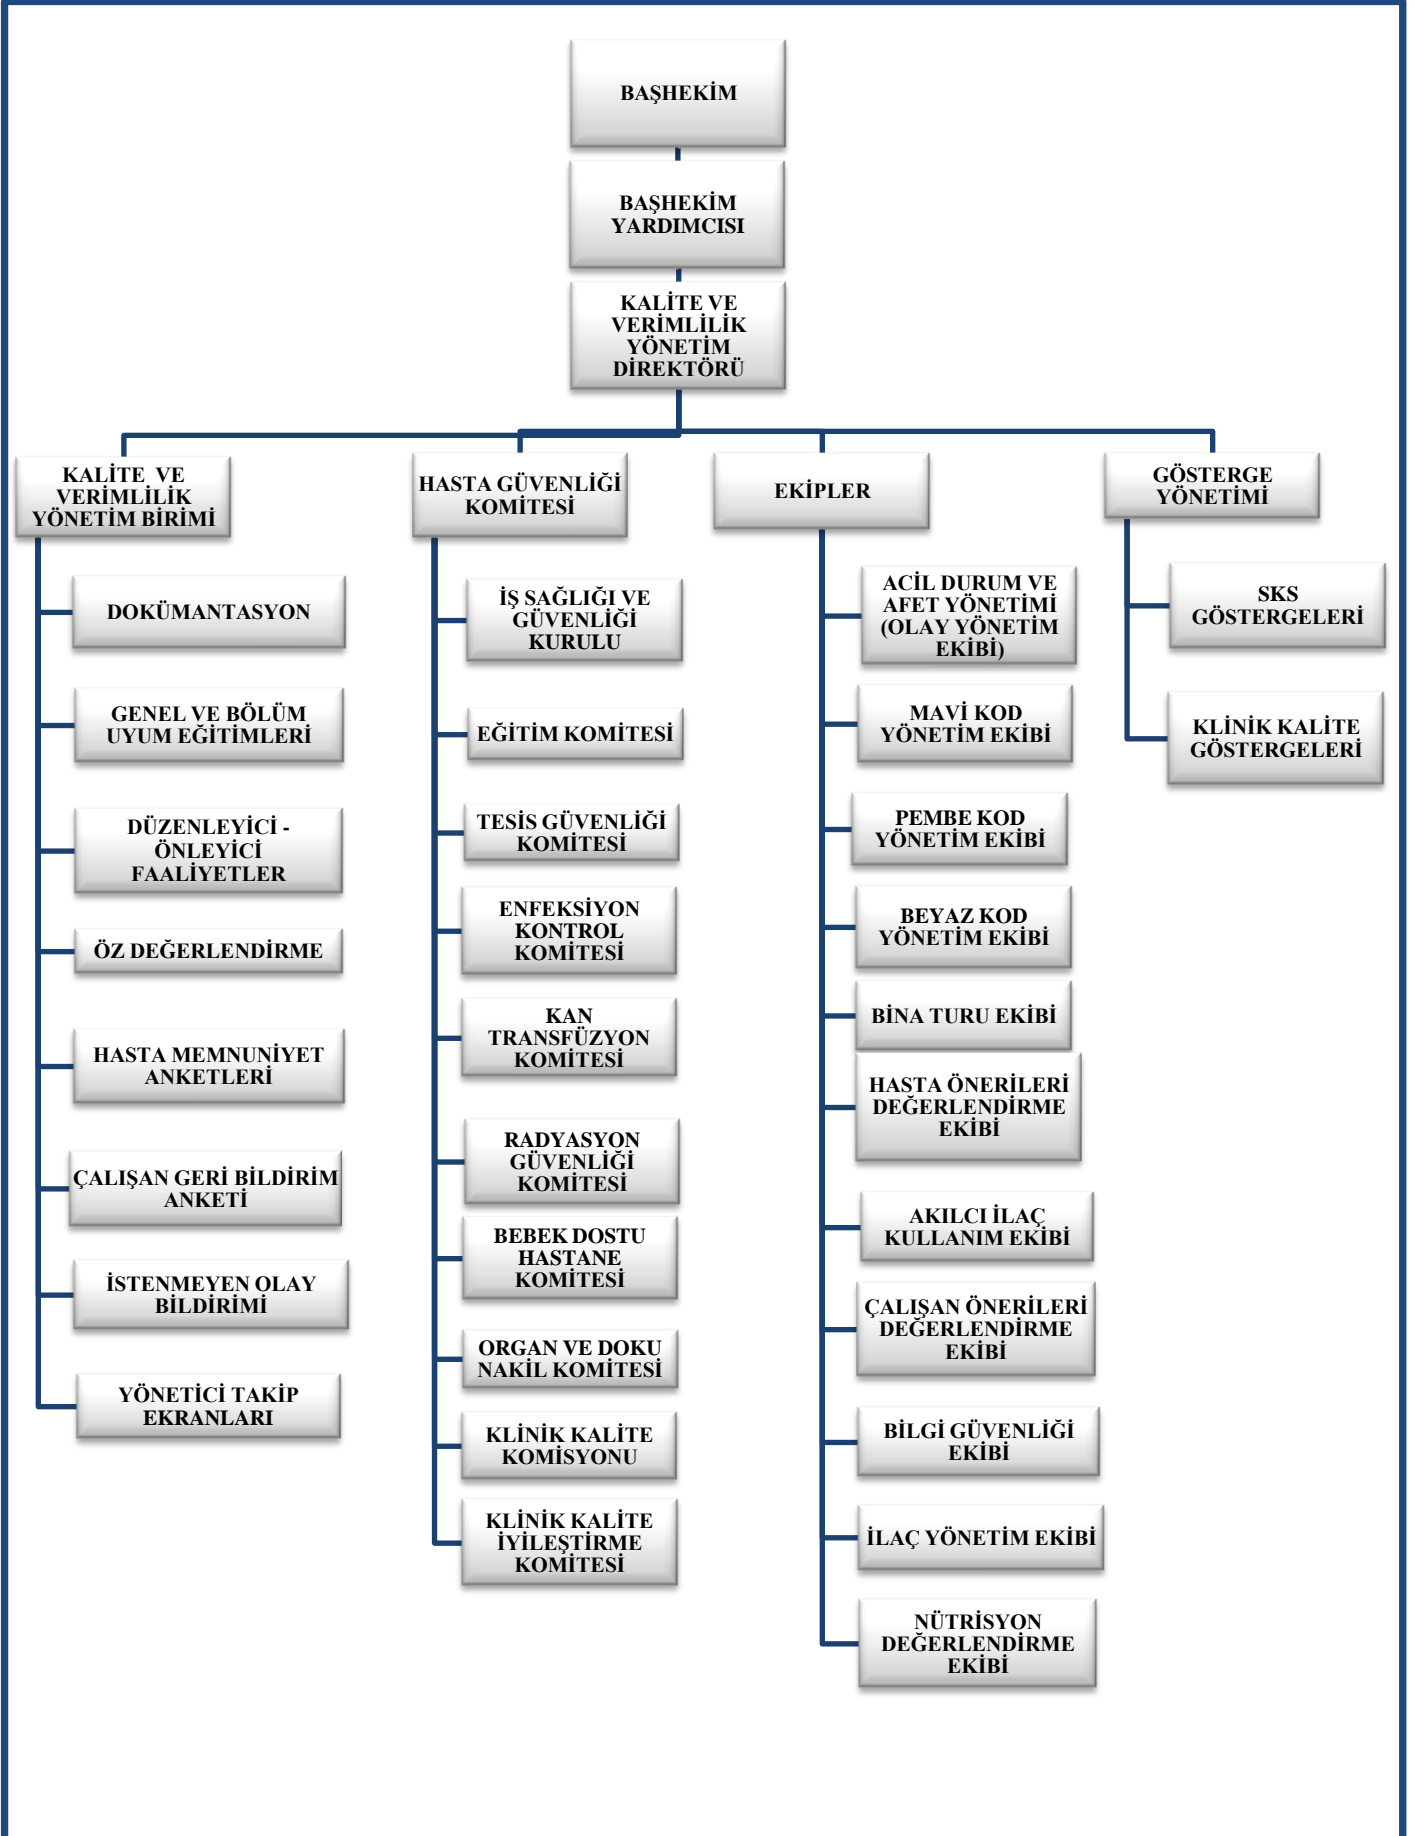 BAŞHEKİM
BAŞHEKİM
YARDIMCISI
KALİTE VE
VERİMLİLİK
YÖNETİM
DİREKTÖRÜ
KALİTE VE
VERİMLİLİK
YÖNETİM BİRİMİ
DOKÜMANTASYON
GENEL VE BÖLÜM
UYUM EĞİTİMLERİ
DÜZENLEYİCİ -
ÖNLEYİCİ
FAALİYETLER
ÖZ DEĞERLENDİRME
HASTA MEMNUNİYET
ANKETLERİ
ÇALIŞAN GERİ BİLDİRİM
ANKETİ
İSTENMEYEN OLAY
BİLDİRİMİ
YÖNETİCİ TAKİP
EKRANLARI
HASTA GÜVENLİĞİ
KOMİTESİ
İŞ SAĞLIĞI VE
GÜVENLİĞİ
KURULU
EĞİTİM KOMİTESİ
TESİS GÜVENLİĞİ
KOMİTESİ
ENFEKSİYON
KONTROL
KOMİTESİ
KAN
TRANSFÜZYON
KOMİTESİ
RADYASYON
GÜVENLİĞİ
KOMİTESİ
BEBEK DOSTU
HASTANE
KOMİTESİ
ORGAN VE DOKU
NAKİL KOMİTESİ
KLİNİK KALİTE
KOMİSYONU
KLİNİK KALİTE
İYİLEŞTİRME
KOMİTESİ
EKİPLER
ACİL DURUM VE
AFET YÖNETİMİ
(OLAY YÖNETİM
EKİBİ)
MAVİ KOD
YÖNETİM EKİBİ
PEMBE KOD
YÖNETİM EKİBİ
BEYAZ KOD
YÖNETİM EKİBİ
BİNA TURU EKİBİ
HASTA ÖNERİLERİ
DEĞERLENDİRME
EKİBİ
AKILCI İLAÇ
KULLANIM EKİBİ
ÇALIŞAN ÖNERİLERİ
DEĞERLENDİRME
EKİBİ
BİLGİ GÜVENLİĞİ
EKİBİ
İLAÇ YÖNETİM EKİBİ
NÜTRİSYON
DEĞERLENDİRME
EKİBİ
GÖSTERGE
YÖNETİMİ
SKS
GÖSTERGELERİ
KLİNİK KALİTE
GÖSTERGELERİ